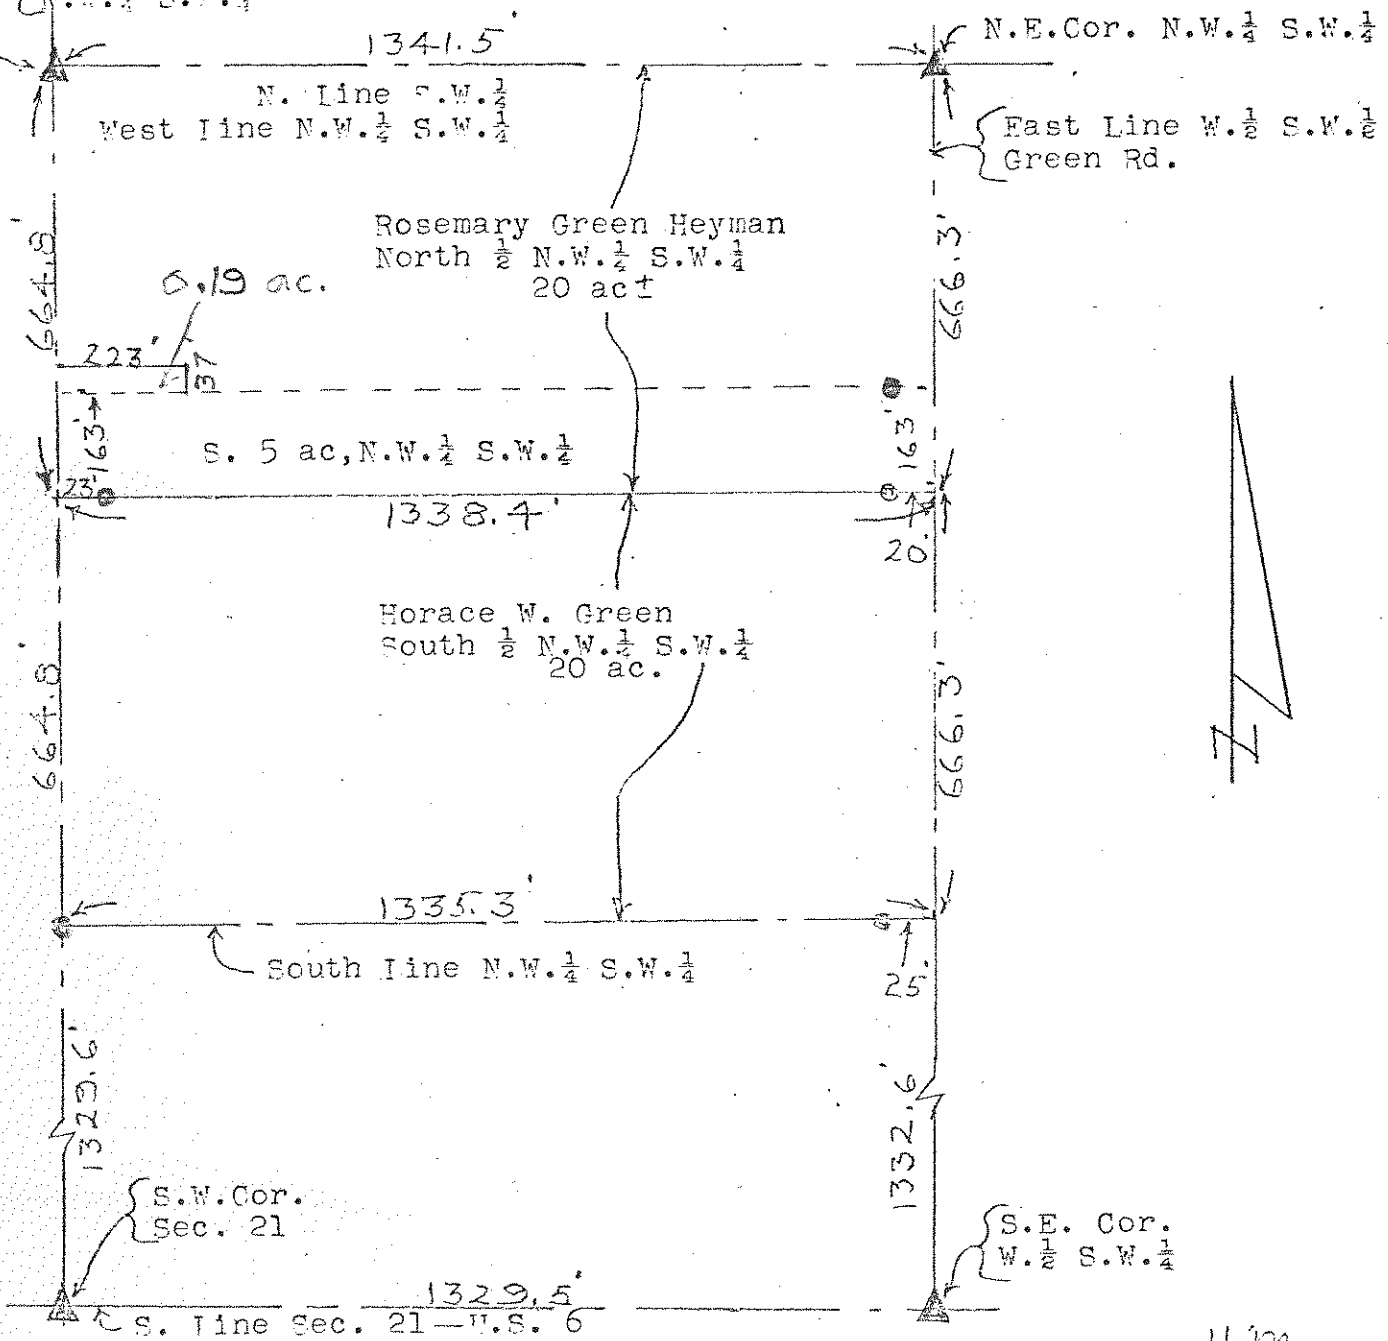 1341.5'
N.E.Cor. N.W.¼ S.W.¼
N. Line S.W.¼
West Line N.W.¼ S.W.¼
East Line W.½ S.W.½
Green Rd.
664.8'
666.3'
Rosemary Green Heyman
North ½ N.W.¼ S.W.¼
20 ac±
0.19 ac.
223'
37
163'
163'
S. 5 ac,N.W.¼ S.W.¼
23'
1338.4'
20.
Horace W. Green
South ½ N.W.¼ S.W.¼
20 ac.
664.8
666.3'
N
1335.3'
South Line N.W.¼ S.W.¼
25.
1329.6'
1332.6'
S.W.Cor.
Sec. 21
S.E. Cor.
W.½ S.W.¼
1329.5'
S. Line Sec. 21—U.S. 6